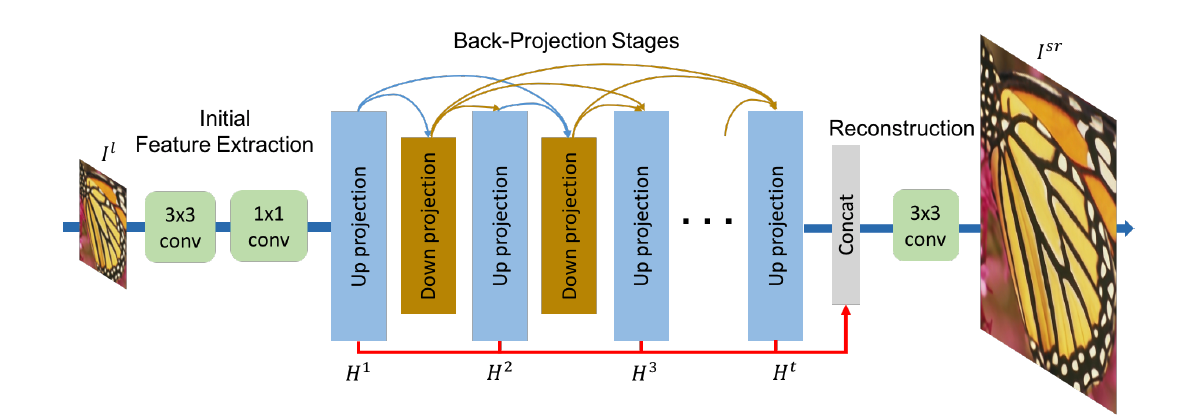 Back-Projection Stages
Initial
Feature Extraction
I^l
3x3
conv
1x1
conv
Up projection
Down projection
Up projection
Down projection
Up projection
. . .
Up projection
Reconstruction
Concat
3x3
conv
I^{sr}
H^1
H^2
H^3
H^t